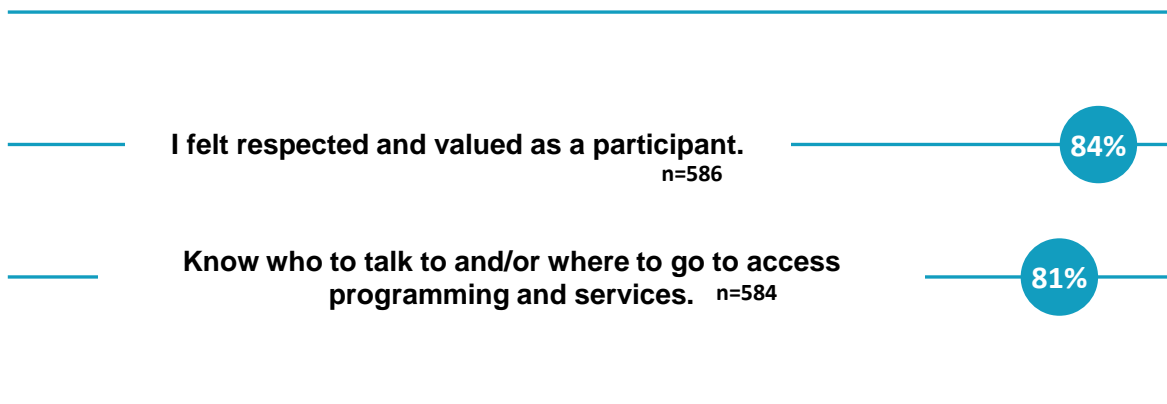 I felt respected and valued as a participant.
84%
n=586
Know who to talk to and/or where to go to access
programming and services. n=584
81%